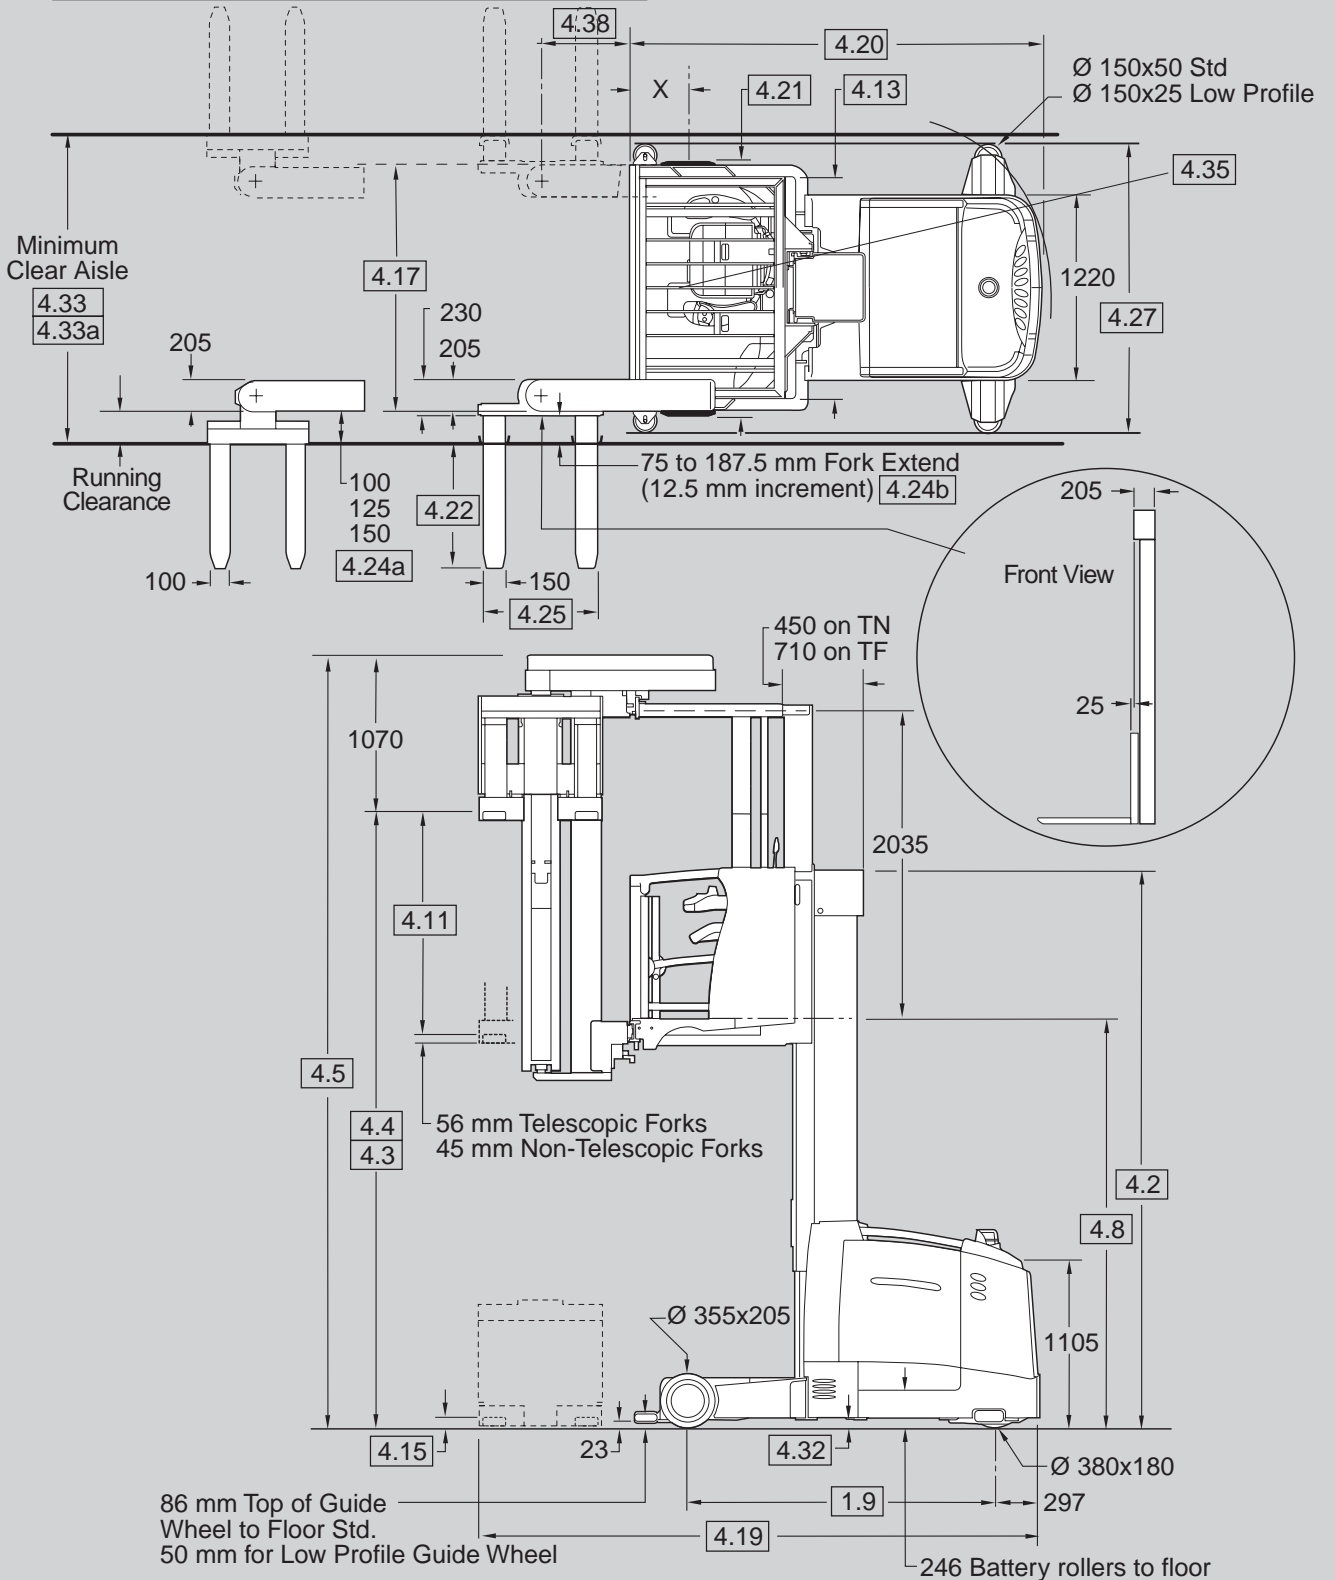 4.38
4.20
Ø 150x50 Std
Ø 150x25 Low Profile
X
4.21
4.13
4.35
Minimum
Clear Aisle
4.33
4.33a
4.17
1220
4.27
230
205
205
Running
Clearance
75 to 187.5 mm Fork Extend
(12.5 mm increment) 4.24b
100
125
150
4.24a
4.22
100
150
4.25
205
Front View
25
450 on TN
710 on TF
1070
2035
4.11
4.5
4.4
4.3
56 mm Telescopic Forks
45 mm Non-Telescopic Forks
4.2
4.8
Ø 355x205
1105
4.15
23
4.32
Ø 380x180
86 mm Top of Guide
Wheel to Floor Std.
50 mm for Low Profile Guide Wheel
1.9
297
4.19
246 Battery rollers to floor